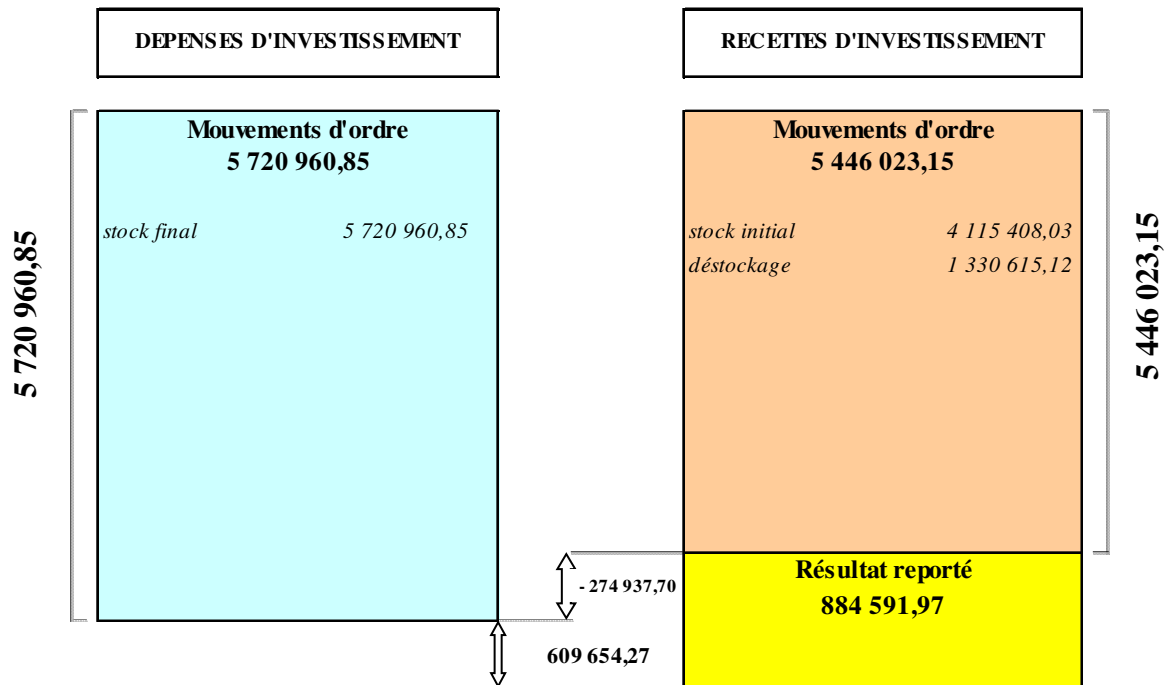 DEPENSES D'INVESTISSEMENT
RECETTES D'INVESTISSEMENT
Mouvements d'ordre
5 720 960,85
stock final 5 720 960,85
5 720 960,85
Mouvements d'ordre
5 446 023,15
stock initial 4 115 408,03
déstockage 1 330 615,12
5 446 023,15
- 274 937,70
Résultat reporté
884 591,97
609 654,27